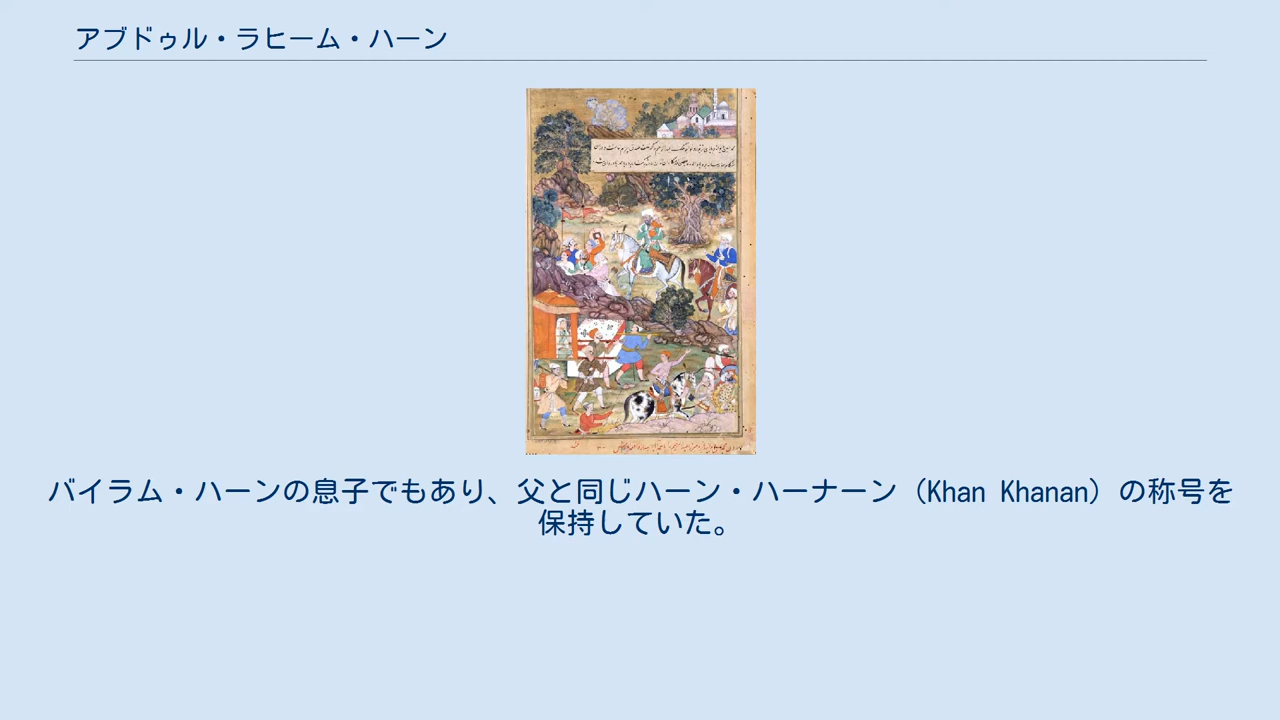 アブドゥル・ラヒーム・ハーン
バイラム・ハーンの息子でもあり、父と同じハーン・ハーナーン（Khan Khanan）の称号を
保持していた。